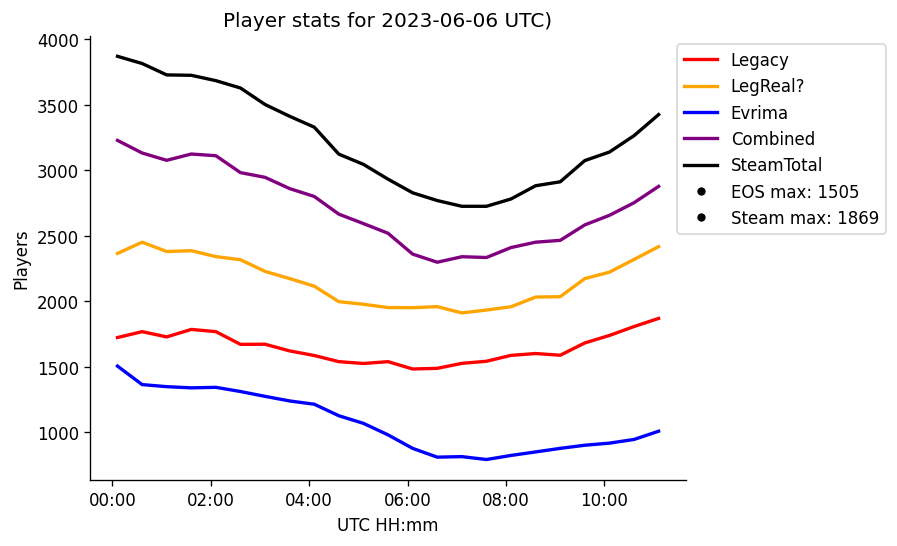 Player stats for 2023-06-06 UTC)
4000
3500
3000
2500
2000
1500
1000
Players
00:00 02:00 04:00 06:00 08:00 10:00
UTC HH:mm
Legacy
LegReal?
Evrima
Combined
SteamTotal
EOS max: 1505
Steam max: 1869